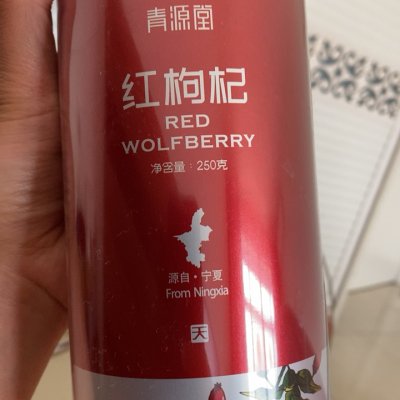 青源堂
红枸杞
RED
WOLFBERRY
净含量：250克
源自·宁夏
From Ningxia
天